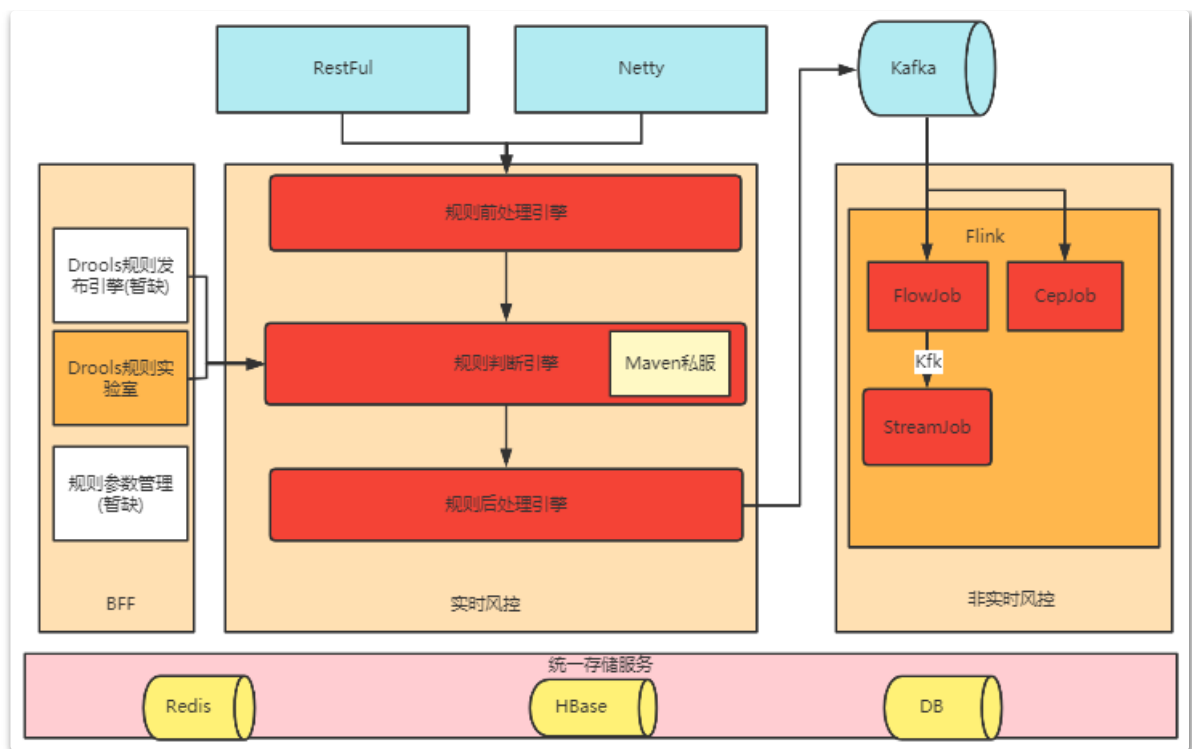 RestFul
Netty
Kafka
规则前处理引擎
Drools规则发
布引擎(暂缺)
Flink
FlowJob
CepJob
Drools规则实
验室
规则判断引擎
Maven私服
Kfk
StreamJob
规则参数管理
(暂缺)
规则后处理引擎
BFF
实时风控
非实时风控
统一存储服务
Redis
HBase
DB